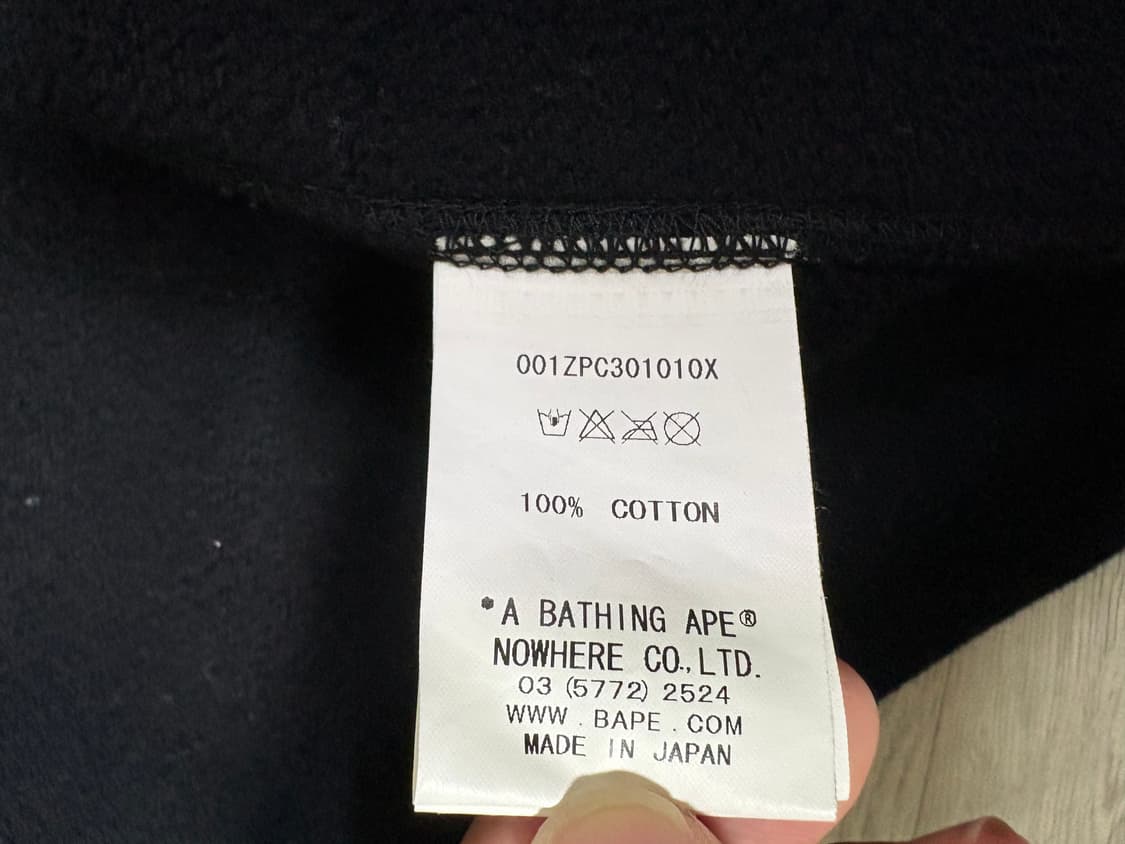 001ZPC301010X
100% COTTON
*A BATHING APE®
NOWHERE CO.,LTD.
03 (5772) 2524
WWW . BAPE . COM
MADE IN JAPAN